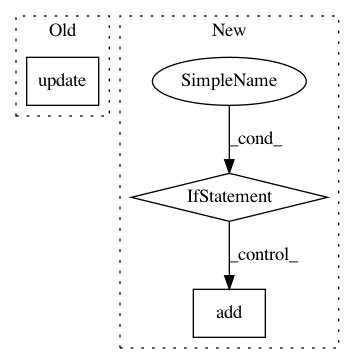 Old
New
update
SimpleName
_cond_
IfStatement
_control_
add